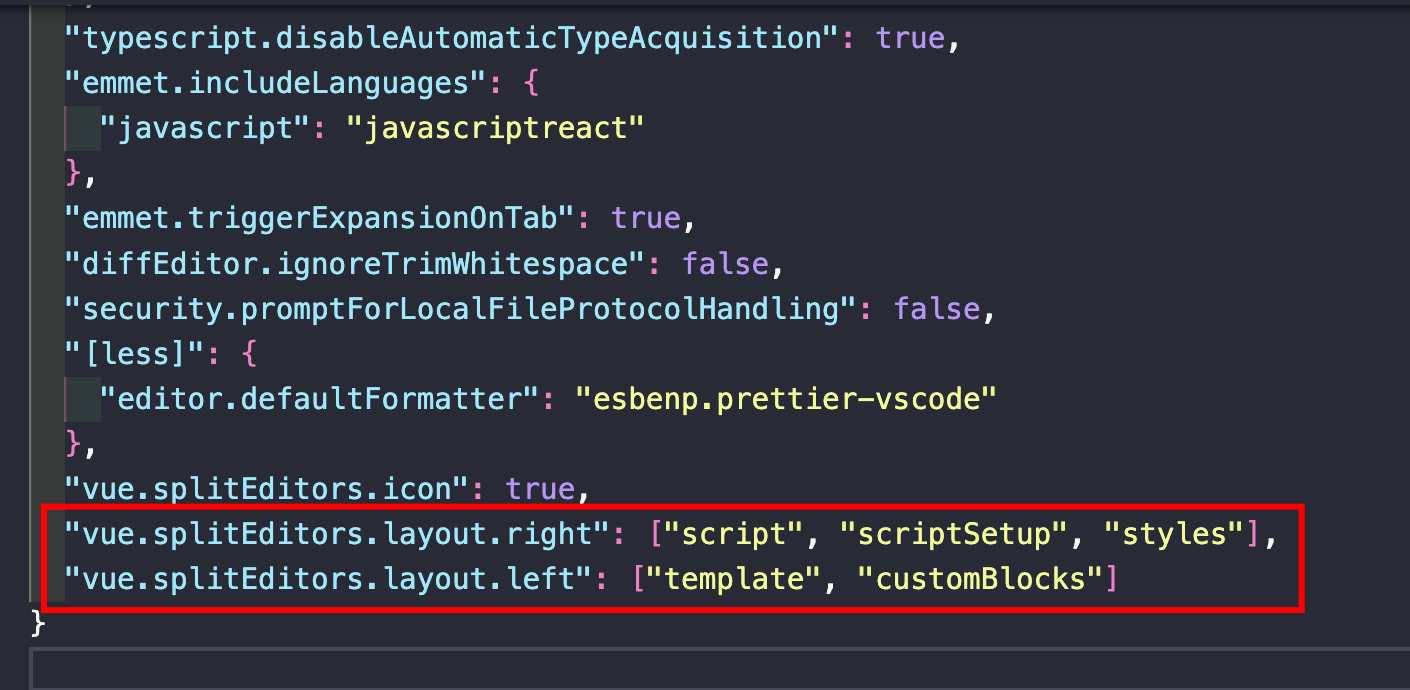 "typescript.disableAutomaticTypeAcquisition": true,
"emmet.includeLanguages": {
"javascript": "javascriptreact"
},
"emmet.triggerExpansionOnTab": true,
"diffEditor.ignoreTrimWhitespace": false,
"security.promptForLocalFileProtocolHandling": false,
"[less]": {
"editor.defaultFormatter": "esbenp.prettier-vscode"
},
"vue.splitEditors.icon": true,
"vue.splitEditors.layout.right": ["script", "scriptSetup", "styles"],
"vue.splitEditors.layout.left": ["template", "customBlocks"]
}